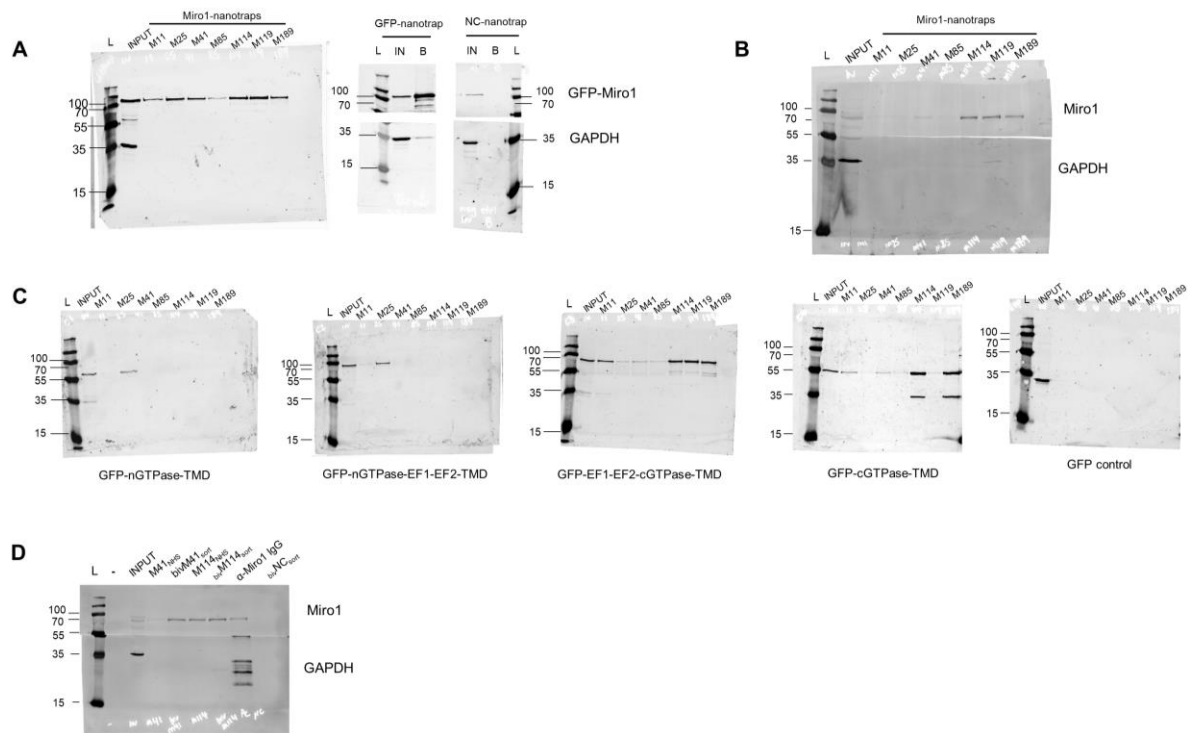 A
Miro1-nanotraps
L INPUT M11 M25 M41 M85 M114 M119 M189
100
70
55
35
15
GFP-nanotrap
L IN B
100
70
35
15
NC-nanotrap
IN B L
100
70
35
15
GFP-Miro1
GAPDH
B
Miro1-nanotraps
L INPUT M11 M25 M41 M85 M114 M119 M189
100
70
55
35
15
Miro1
GAPDH
C
L INPUT M11 M25 M41 M85 M114 M119 M189
100
70
55
35
15
GFP-nGTPase-TMD
L INPUT M11 M25 M41 M85 M114 M119 M189
100
70
55
35
15
GFP-nGTPase-EF1-EF2-TMD
L INPUT M11 M25 M41 M85 M114 M119 M189
100
70
55
35
15
GFP-EF1-EF2-cGTPase-TMD
L INPUT M11 M25 M41 M85 M114 M119 M189
100
70
55
35
15
GFP-cGTPase-TMD
L INPUT M11 M25 M41 M85 M114 M119 M189
100
70
55
35
15
GFP control
D
L - INPUT M41NHS bivM41sort M114NHS bivM114sort α-Miro1 IgG bivNCsort
100
70
55
35
15
Miro1
GAPDH